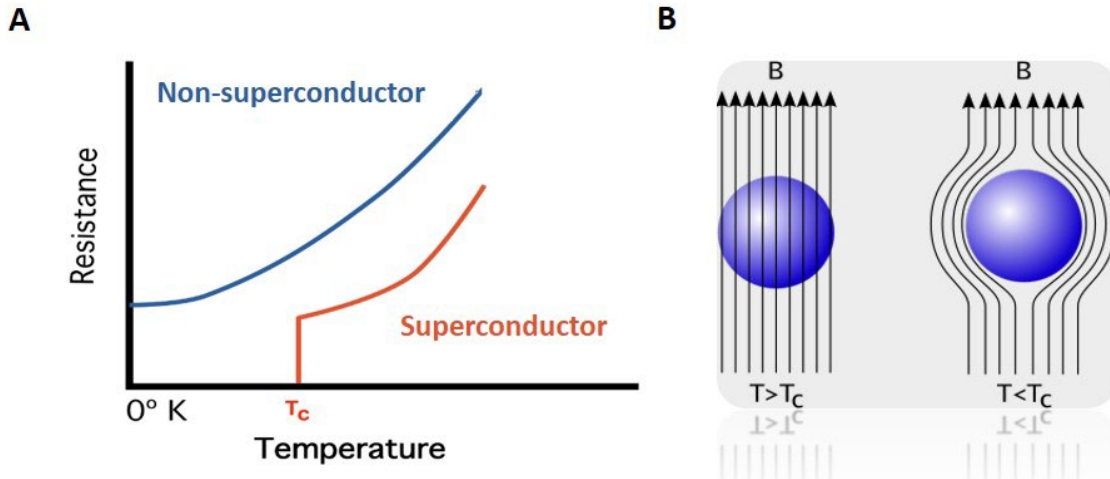 A
Non-superconductor
Resistance
Superconductor
0° K
Tc
Temperature
B
B
B
T>Tc
T<Tc